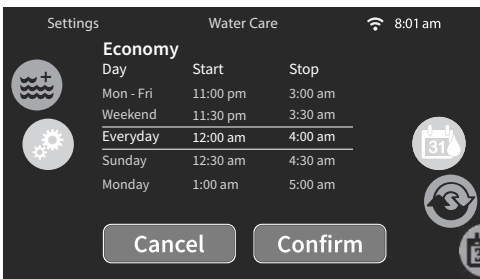 Settings Water Care 8:01 am
Economy
Day Start Stop
Mon - Fri 11:00 pm 3:00 am
Weekend 11:30 pm 3:30 am
Everyday 12:00 am 4:00 am
31
Sunday 12:30 am 4:30 am
Monday 1:00 am 5:00 am
Cancel Confirm